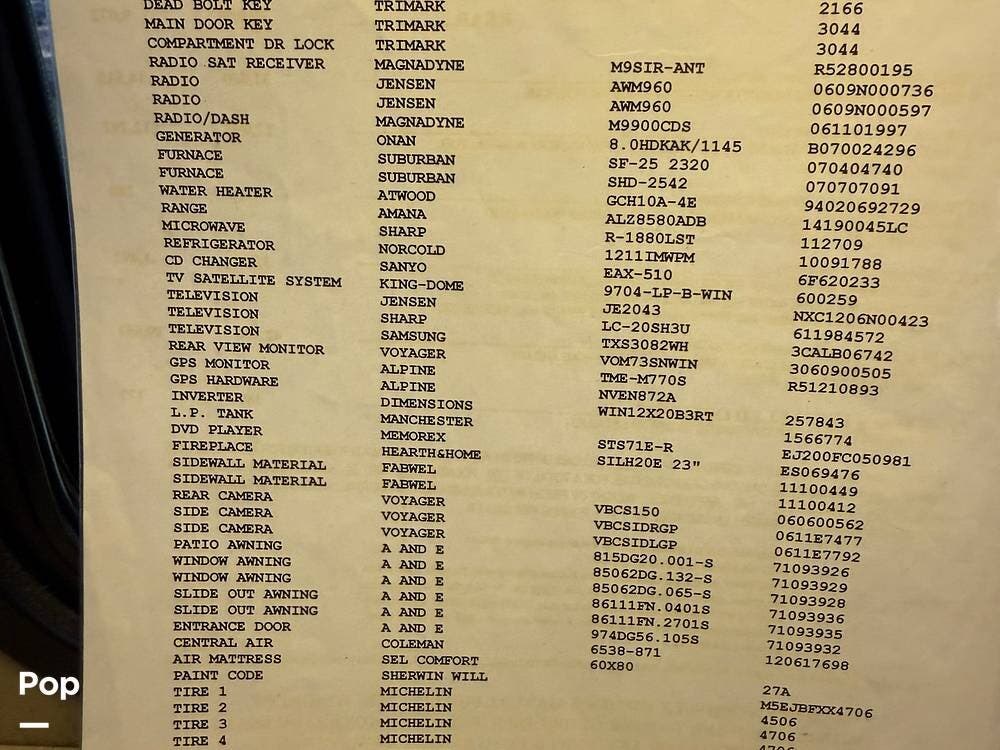 DEAD BOLT KEY TRIMARK 2166
MAIN DOOR KEY TRIMARK 3044
COMPARTMENT DR LOCK TRIMARK 3044
RADIO SAT RECEIVER MAGNADYNE M9SIR-ANT R52800195
RADIO JENSEN AWM960 0609N000736
RADIO JENSEN AWM960 0609N000597
RADIO/DASH MAGNADYNE M9900CDS 061101997
GENERATOR ONAN 8.0HDKAK/1145 B070024296
FURNACE SUBURBAN SF-25 2320 070404740
FURNACE SUBURBAN SHD-2542 070707091
WATER HEATER ATWOOD GCH10A-4E 94020692729
RANGE AMANA ALZ8580ADB 14190045LC
MICROWAVE SHARP R-1880LST 112709
REFRIGERATOR NORCOLD 1211IMWPM 10091788
CD CHANGER SANYO EAX-510 6F620233
TV SATELLITE SYSTEM KING-DOME 9704-LP-B-WIN 600259
TELEVISION JENSEN JE2043 NXC1206N00423
TELEVISION SHARP LC-20SH3U 611984572
TELEVISION SAMSUNG TXS3082WH 3CALB06742
REAR VIEW MONITOR VOYAGER VOM73SNWIN 3060900505
GPS MONITOR ALPINE TME-M770S R51210893
GPS HARDWARE ALPINE NVEN872A
INVERTER DIMENSIONS WIN12X20B3RT 257843
L.P. TANK MANCHESTER 1566774
DVD PLAYER MEMOREX STS71E-R EJ200FC050981
FIREPLACE HEARTH&HOME SILH20E 23" ES069476
SIDEWALL MATERIAL FABWEL 11100449
SIDEWALL MATERIAL FABWEL 11100412
REAR CAMERA VOYAGER VBCS150 060600562
SIDE CAMERA VOYAGER VBCSIDRGP 0611E7477
SIDE CAMERA VOYAGER VBCSIDLGP 0611E7792
PATIO AWNING A AND E 815DG20.001-S 71093926
WINDOW AWNING A AND E 85062DG.132-S 71093929
WINDOW AWNING A AND E 85062DG.065-S 71093928
SLIDE OUT AWNING A AND E 86111FN.0401S 71093936
SLIDE OUT AWNING A AND E 86111FN.2701S 71093935
ENTRANCE DOOR A AND E 974DG56.105S 71093932
CENTRAL AIR COLEMAN 6538-871 120617698
AIR MATTRESS SEL COMFORT 60X80
PAINT CODE SHERWIN WILL 27A
TIRE 1 MICHELIN M5EJBFXX4706
TIRE 2 MICHELIN 4506
TIRE 3 MICHELIN 4706
TIRE 4 MICHELIN
Pop